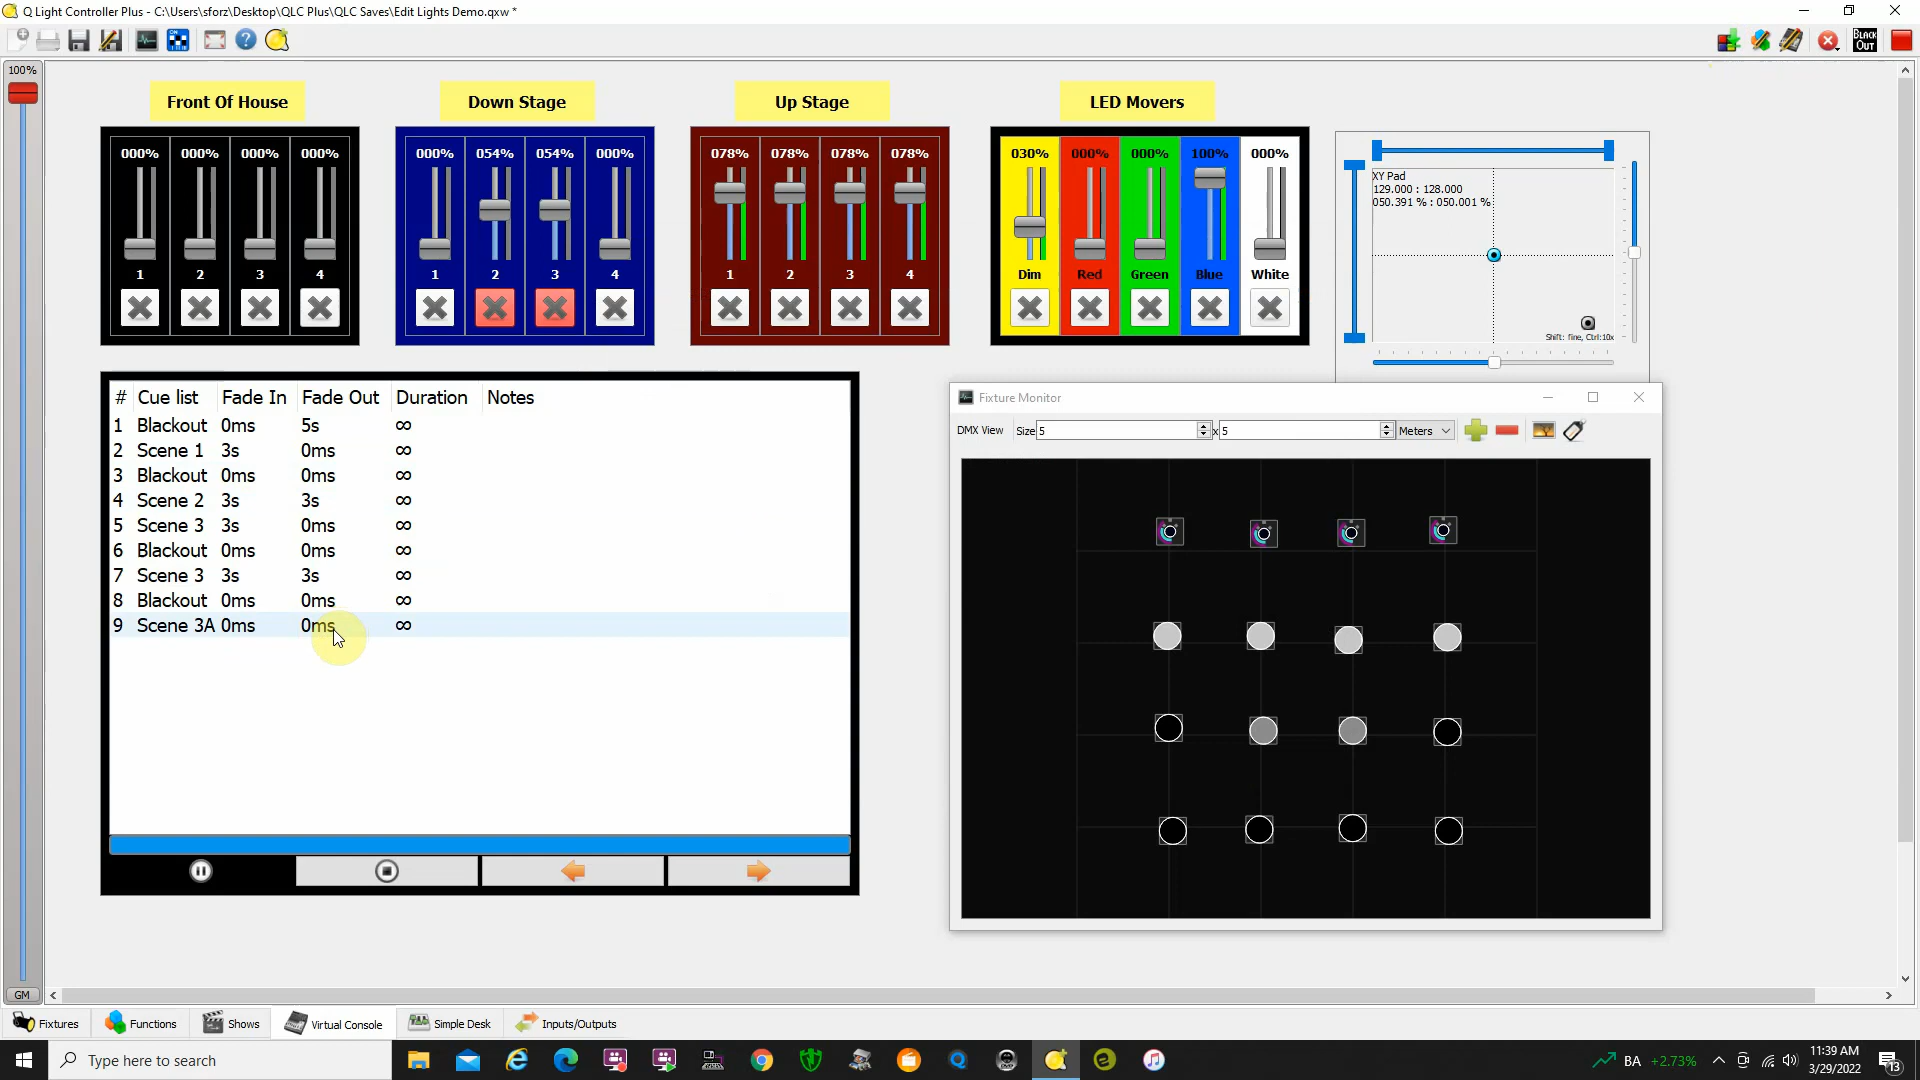 Q Light Controller Plus - C:\Users\sforz\Desktop\QLC Plus\QLC Saves\Edit Lights Demo.qxw *
BLACK OUT
100%
Front Of House
Down Stage
Up Stage
LED Movers
000% 000% 000% 000%
000% 054% 054% 000%
078% 078% 078% 078%
030% 000% 000% 100% 000%
1 2 3 4
1 2 3 4
1 2 3 4
Dim Red Green Blue White
XY Pad
129.000 : 128.000
050.391 % : 050.001 %
Shift: fine, Ctrl:10x
# Cue list Fade In Fade Out Duration Notes
1 Blackout 0ms 5s ∞
2 Scene 1 3s 0ms ∞
3 Blackout 0ms 0ms ∞
4 Scene 2 3s 3s ∞
5 Scene 3 3s 0ms ∞
6 Blackout 0ms 0ms ∞
7 Scene 3 3s 3s ∞
8 Blackout 0ms 0ms ∞
9 Scene 3A 0ms 0ms ∞
Fixture Monitor
DMX View Size 5 x 5 Meters
GM
Fixtures Functions Shows Virtual Console Simple Desk Inputs/Outputs
Type here to search
BA +2.73%
11:39 AM
3/29/2022
13